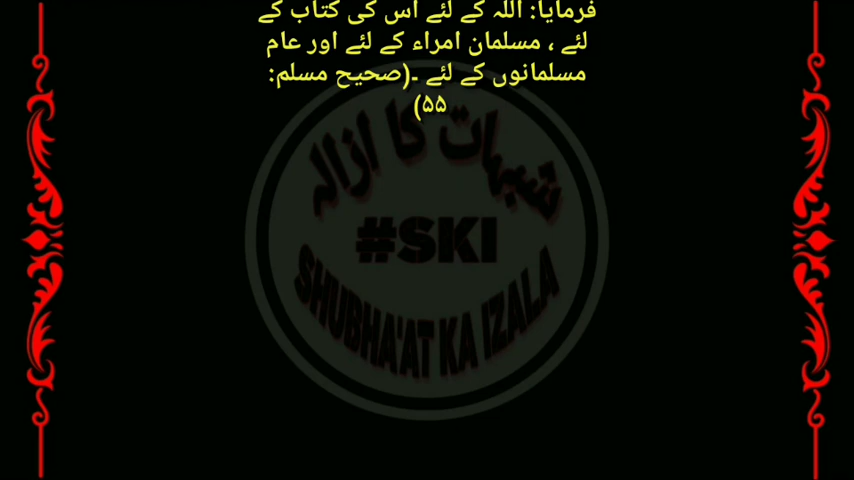 فرمایا: اللہ کے لئے اس کی کتاب کے
لئے ، مسلمان امراء کے لئے اور عام
مسلمانوں کے لئے ۔(صحیح مسلم:
۵۵)
شبہات کا ازالہ
#SKI
SHUBHA'AT KA IZALA